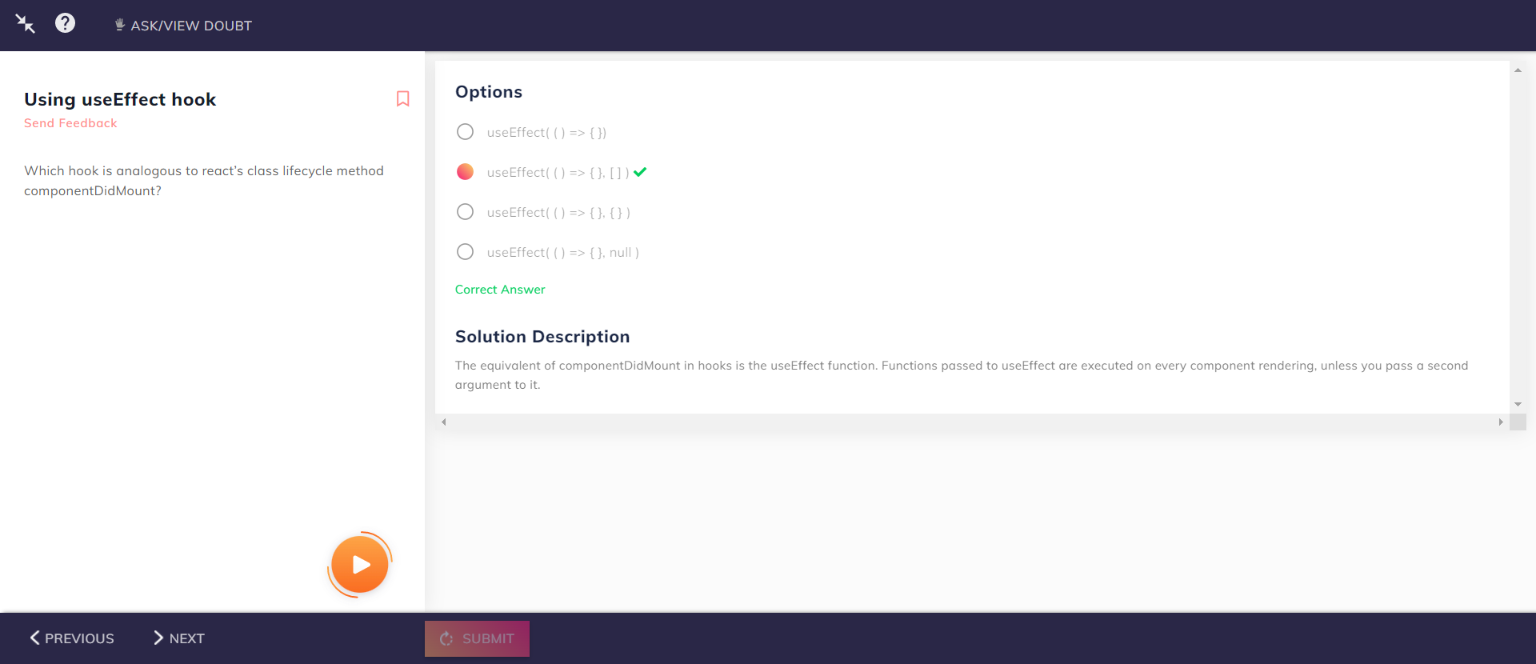 ASK/VIEW DOUBT
Using useEffect hook
Send Feedback
Which hook is analogous to react's class lifecycle method
componentDidMount?
Options
useEffect( ( ) => { })
useEffect( ( ) => { }, [ ] )
useEffect( ( ) => { }, { } )
useEffect( ( ) => { }, null )
Correct Answer
Solution Description
The equivalent of componentDidMount in hooks is the useEffect function. Functions passed to useEffect are executed on every component rendering, unless you pass a second
argument to it.
PREVIOUS
NEXT
SUBMIT